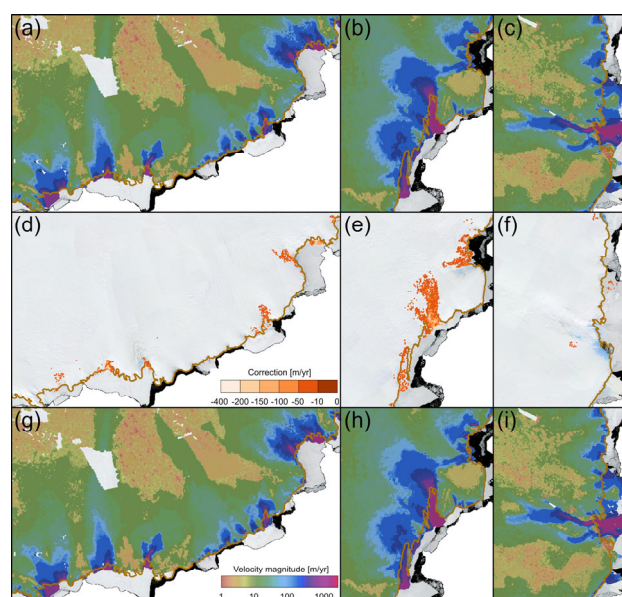 (a) (b) (c)
(d) (e) (f)
Correction [m/yr]
-400 -200 -150 -100 -50 -10 0
(g) (h) (i)
Velocity magnitude [m/yr]
1 10 100 1000